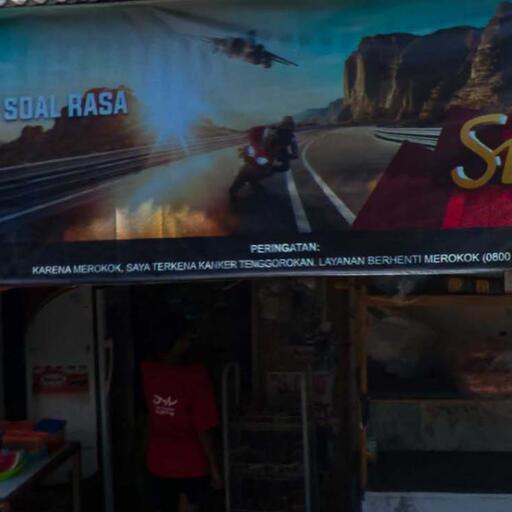 SOAL RASA
PERINGATAN:
KARENA MEROKOK, SAYA TERKENA KANKER TENGGOROKAN. LAYANAN BERHENTI MEROKOK (0800